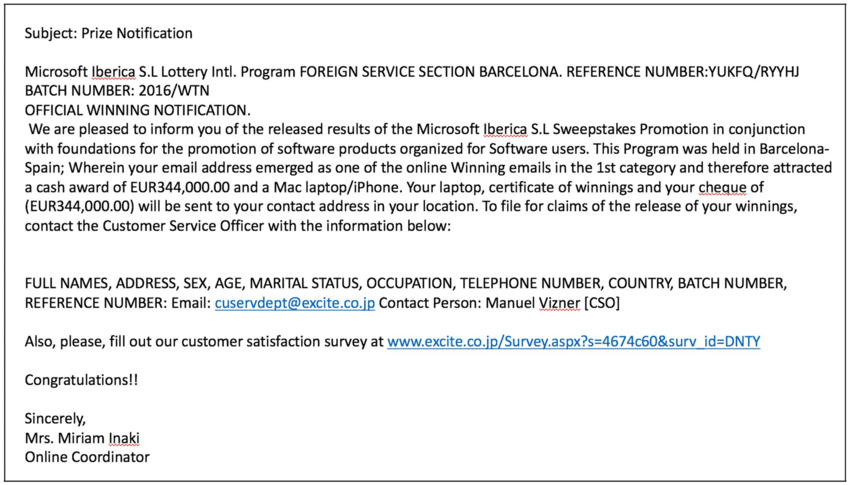 Subject: Prize Notification
Microsoft Iberica S.L Lottery Intl. Program FOREIGN SERVICE SECTION BARCELONA. REFERENCE NUMBER:YUKFQ/RYYHJ
BATCH NUMBER: 2016/WTN
OFFICIAL WINNING NOTIFICATION.
We are pleased to inform you of the released results of the Microsoft Iberica S.L Sweepstakes Promotion in conjunction
with foundations for the promotion of software products organized for Software users. This Program was held in Barcelona-
Spain; Wherein your email address emerged as one of the online Winning emails in the 1st category and therefore attracted
a cash award of EUR344,000.00 and a Mac laptop/iPhone. Your laptop, certificate of winnings and your cheque of
(EUR344,000.00) will be sent to your contact address in your location. To file for claims of the release of your winnings,
contact the Customer Service Officer with the information below:
FULL NAMES, ADDRESS, SEX, AGE, MARITAL STATUS, OCCUPATION, TELEPHONE NUMBER, COUNTRY, BATCH NUMBER,
REFERENCE NUMBER: Email: cuservdept@excite.co.jp Contact Person: Manuel Vizner [CSO]
Also, please, fill out our customer satisfaction survey at www.excite.co.jp/Survey.aspx?s=4674c60&surv_id=DNTY
Congratulations!!
Sincerely,
Mrs. Miriam Inaki
Online Coordinator